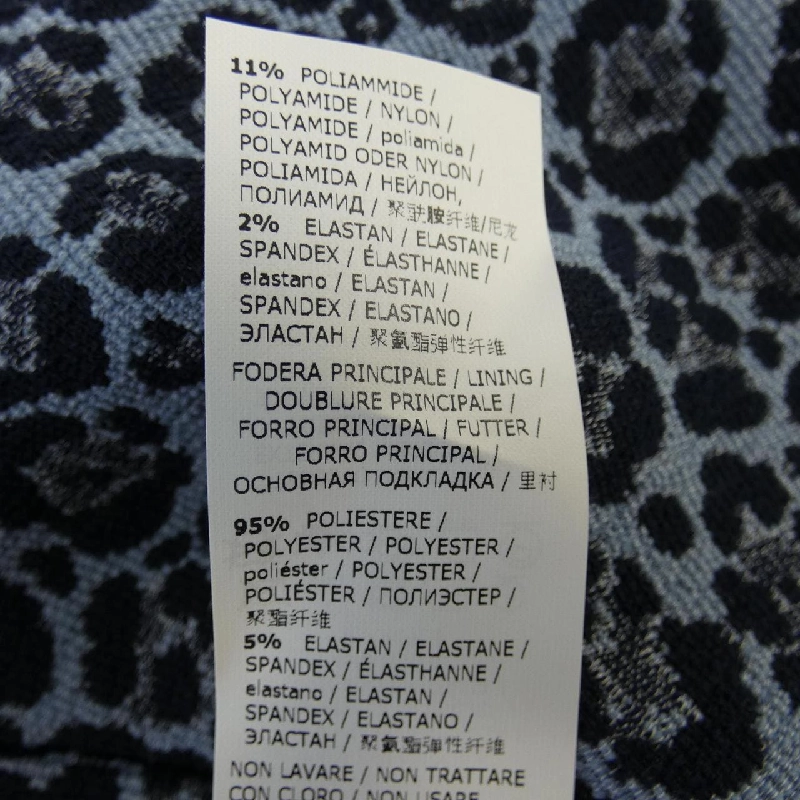 11% POLIAMMIDE /
POLYAMIDE / NYLON /
POLYAMIDE / poliamida /
POLYAMID ODER NYLON /
POLIAMIDA / НЕЙЛОН,
ПОЛИАМИД / 聚酰胺纤维/尼龙
2% ELASTAN / ELASTANE /
SPANDEX / ÉLASTHANNE /
elastano / ELASTAN /
SPANDEX / ELASTANO /
ЭЛАСТАН / 聚氨酯弹性纤维
FODERA PRINCIPALE / LINING /
DOUBLURE PRINCIPALE /
FORRO PRINCIPAL / FUTTER /
FORRO PRINCIPAL /
ОСНОВНАЯ ПОДКЛАДКА / 里衬
95% POLIESTERE /
POLYESTER / POLYESTER /
poliéster / POLYESTER /
POLIÉSTER / ПОЛИЭСТЕР /
聚酯纤维
5% ELASTAN / ELASTANE /
SPANDEX / ÉLASTHANNE /
elastano / ELASTAN /
SPANDEX / ELASTANO /
ЭЛАСТАН / 聚氨酯弹性纤维
NON LAVARE / NON TRATTARE
CON CLORO / NON USARE